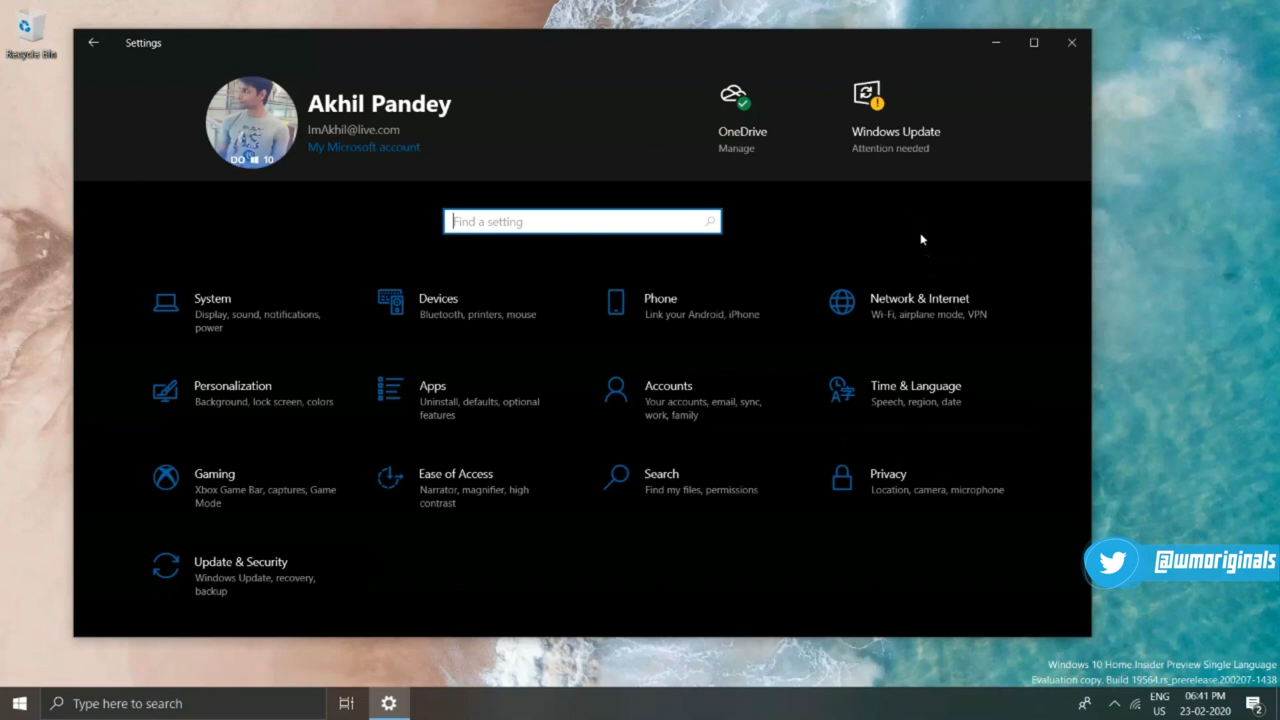 Recycle Bin
Settings
Akhil Pandey
ImAkhil@live.com
My Microsoft account
DO 10
OneDrive
Manage
Windows Update
Attention needed
Find a setting
System
Display, sound, notifications,
power
Devices
Bluetooth, printers, mouse
Phone
Link your Android, iPhone
Network & Internet
Wi-Fi, airplane mode, VPN
Personalization
Background, lock screen, colors
Apps
Uninstall, defaults, optional
features
Accounts
Your accounts, email, sync,
work, family
Time & Language
Speech, region, date
Gaming
Xbox Game Bar, captures, Game
Mode
Ease of Access
Narrator, magnifier, high
contrast
Search
Find my files, permissions
Privacy
Location, camera, microphone
Update & Security
Windows Update, recovery,
backup
@wmoriginals
Windows 10 Home Insider Preview Single Language
Evaluation copy. Build 19564.rs_prerelease.200207-1438
Type here to search
ENG
US
06:41 PM
23-02-2020
2